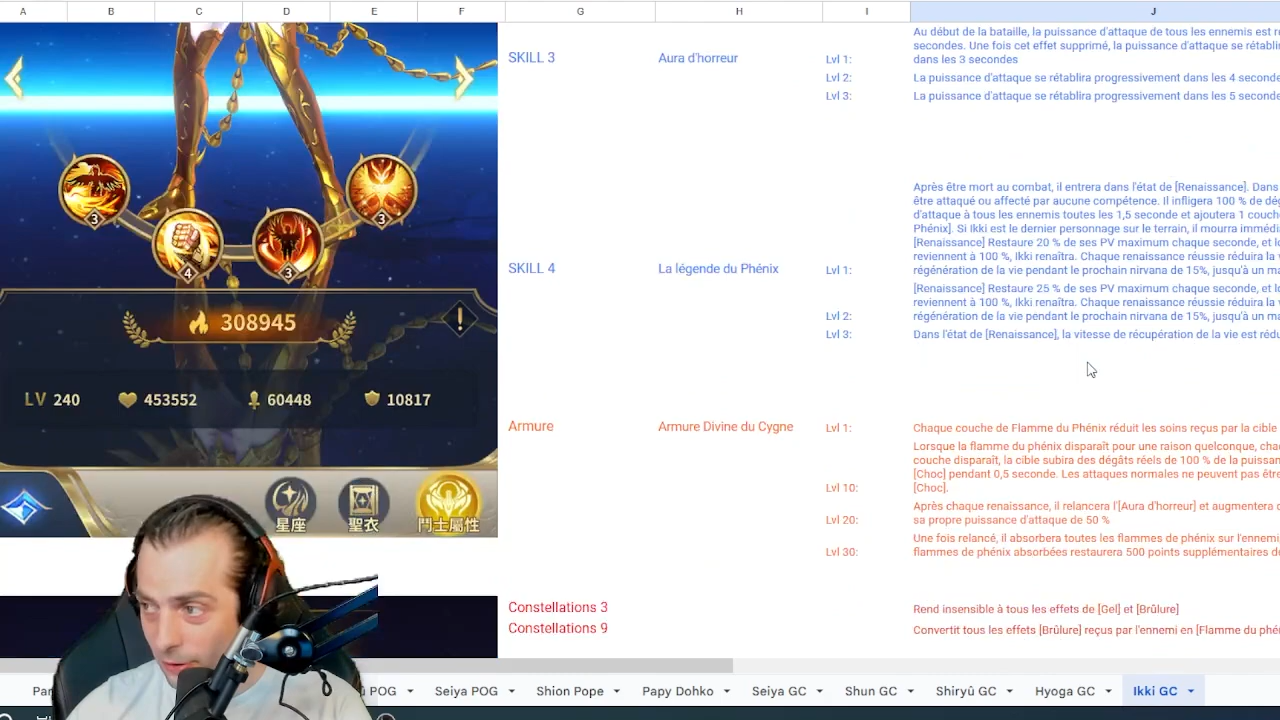 A B C D E F G H I J
Au début de la bataille, la puissance d'attaque de tous les ennemis est
secondes. Une fois cet effet supprimé, la puissance d'attaque se
SKILL 3 Aura d'horreur Lvl 1: dans les 3 secondes
Lvl 2: La puissance d'attaque se rétablira progressivement dans les 4
Lvl 3: La puissance d'attaque se rétablira progressivement dans les 5
Après être mort au combat, il entrera dans l'état de [Renaissance]. Dans
être attaqué ou affecté par aucune compétence. Il infligera 100 % de
d'attaque à tous les ennemis toutes les 1,5 seconde et ajoutera 1
Phénix]. Si Ikki est le dernier personnage sur le terrain, il mourra
[Renaissance] Restaure 20 % de ses PV maximum chaque seconde, et
reviennent à 100 %, Ikki renaîtra. Chaque renaissance réussie réduira la
SKILL 4 La légende du Phénix Lvl 1: régénération de la vie pendant le prochain nirvana de 15%, jusqu'à un
[Renaissance] Restaure 25 % de ses PV maximum chaque seconde, et
reviennent à 100 %, Ikki renaîtra. Chaque renaissance réussie réduira la
Lvl 2: régénération de la vie pendant le prochain nirvana de 15%, jusqu'à un
Lvl 3: Dans l'état de [Renaissance], la vitesse de récupération de la vie est
3 4 3 3
308945
LV 240 453552 60448 10817
Armure Armure Divine du Cygne Lvl 1: Chaque couche de Flamme du Phénix réduit les soins reçus par la cible
Lorsque la flamme du phénix disparaît pour une raison quelconque,
couche disparaît, la cible subira des dégâts réels de 100 % de la
[Choc] pendant 0,5 seconde. Les attaques normales ne peuvent pas
Lvl 10: [Choc].
Après chaque renaissance, il relancera l'[Aura d'horreur] et augmentera
Lvl 20: sa propre puissance d'attaque de 50 %
Une fois relancé, il absorbera toutes les flammes de phénix sur
Lvl 30: flammes de phénix absorbées restaurera 500 points supplémentaires
星座 聖衣 鬥士屬性
Constellations 3 Rend insensible à tous les effets de [Gel] et [Brûlure]
Constellations 9 Convertit tous les effets [Brûlure] reçus par l'ennemi en [Flamme du
POG Seiya POG Shion Pope Papy Dohko Seiya GC Shun GC Shiryû GC Hyoga GC Ikki GC